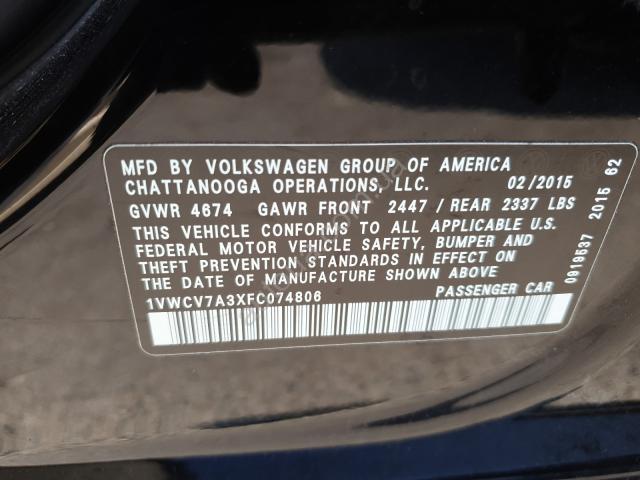 MFD BY VOLKSWAGEN GROUP OF AMERICA
CHATTANOOGA OPERATIONS, LLC. 02/2015
GVWR 4674 GAWR FRONT 2447 / REAR 2337 LBS
THIS VEHICLE CONFORMS TO ALL APPLICABLE U.S.
FEDERAL MOTOR VEHICLE SAFETY, BUMPER AND
THEFT PREVENTION STANDARDS IN EFFECT ON
THE DATE OF MANUFACTURE SHOWN ABOVE
1VWCV7A3XFC074806 PASSENGER CAR
0919537 2015 62